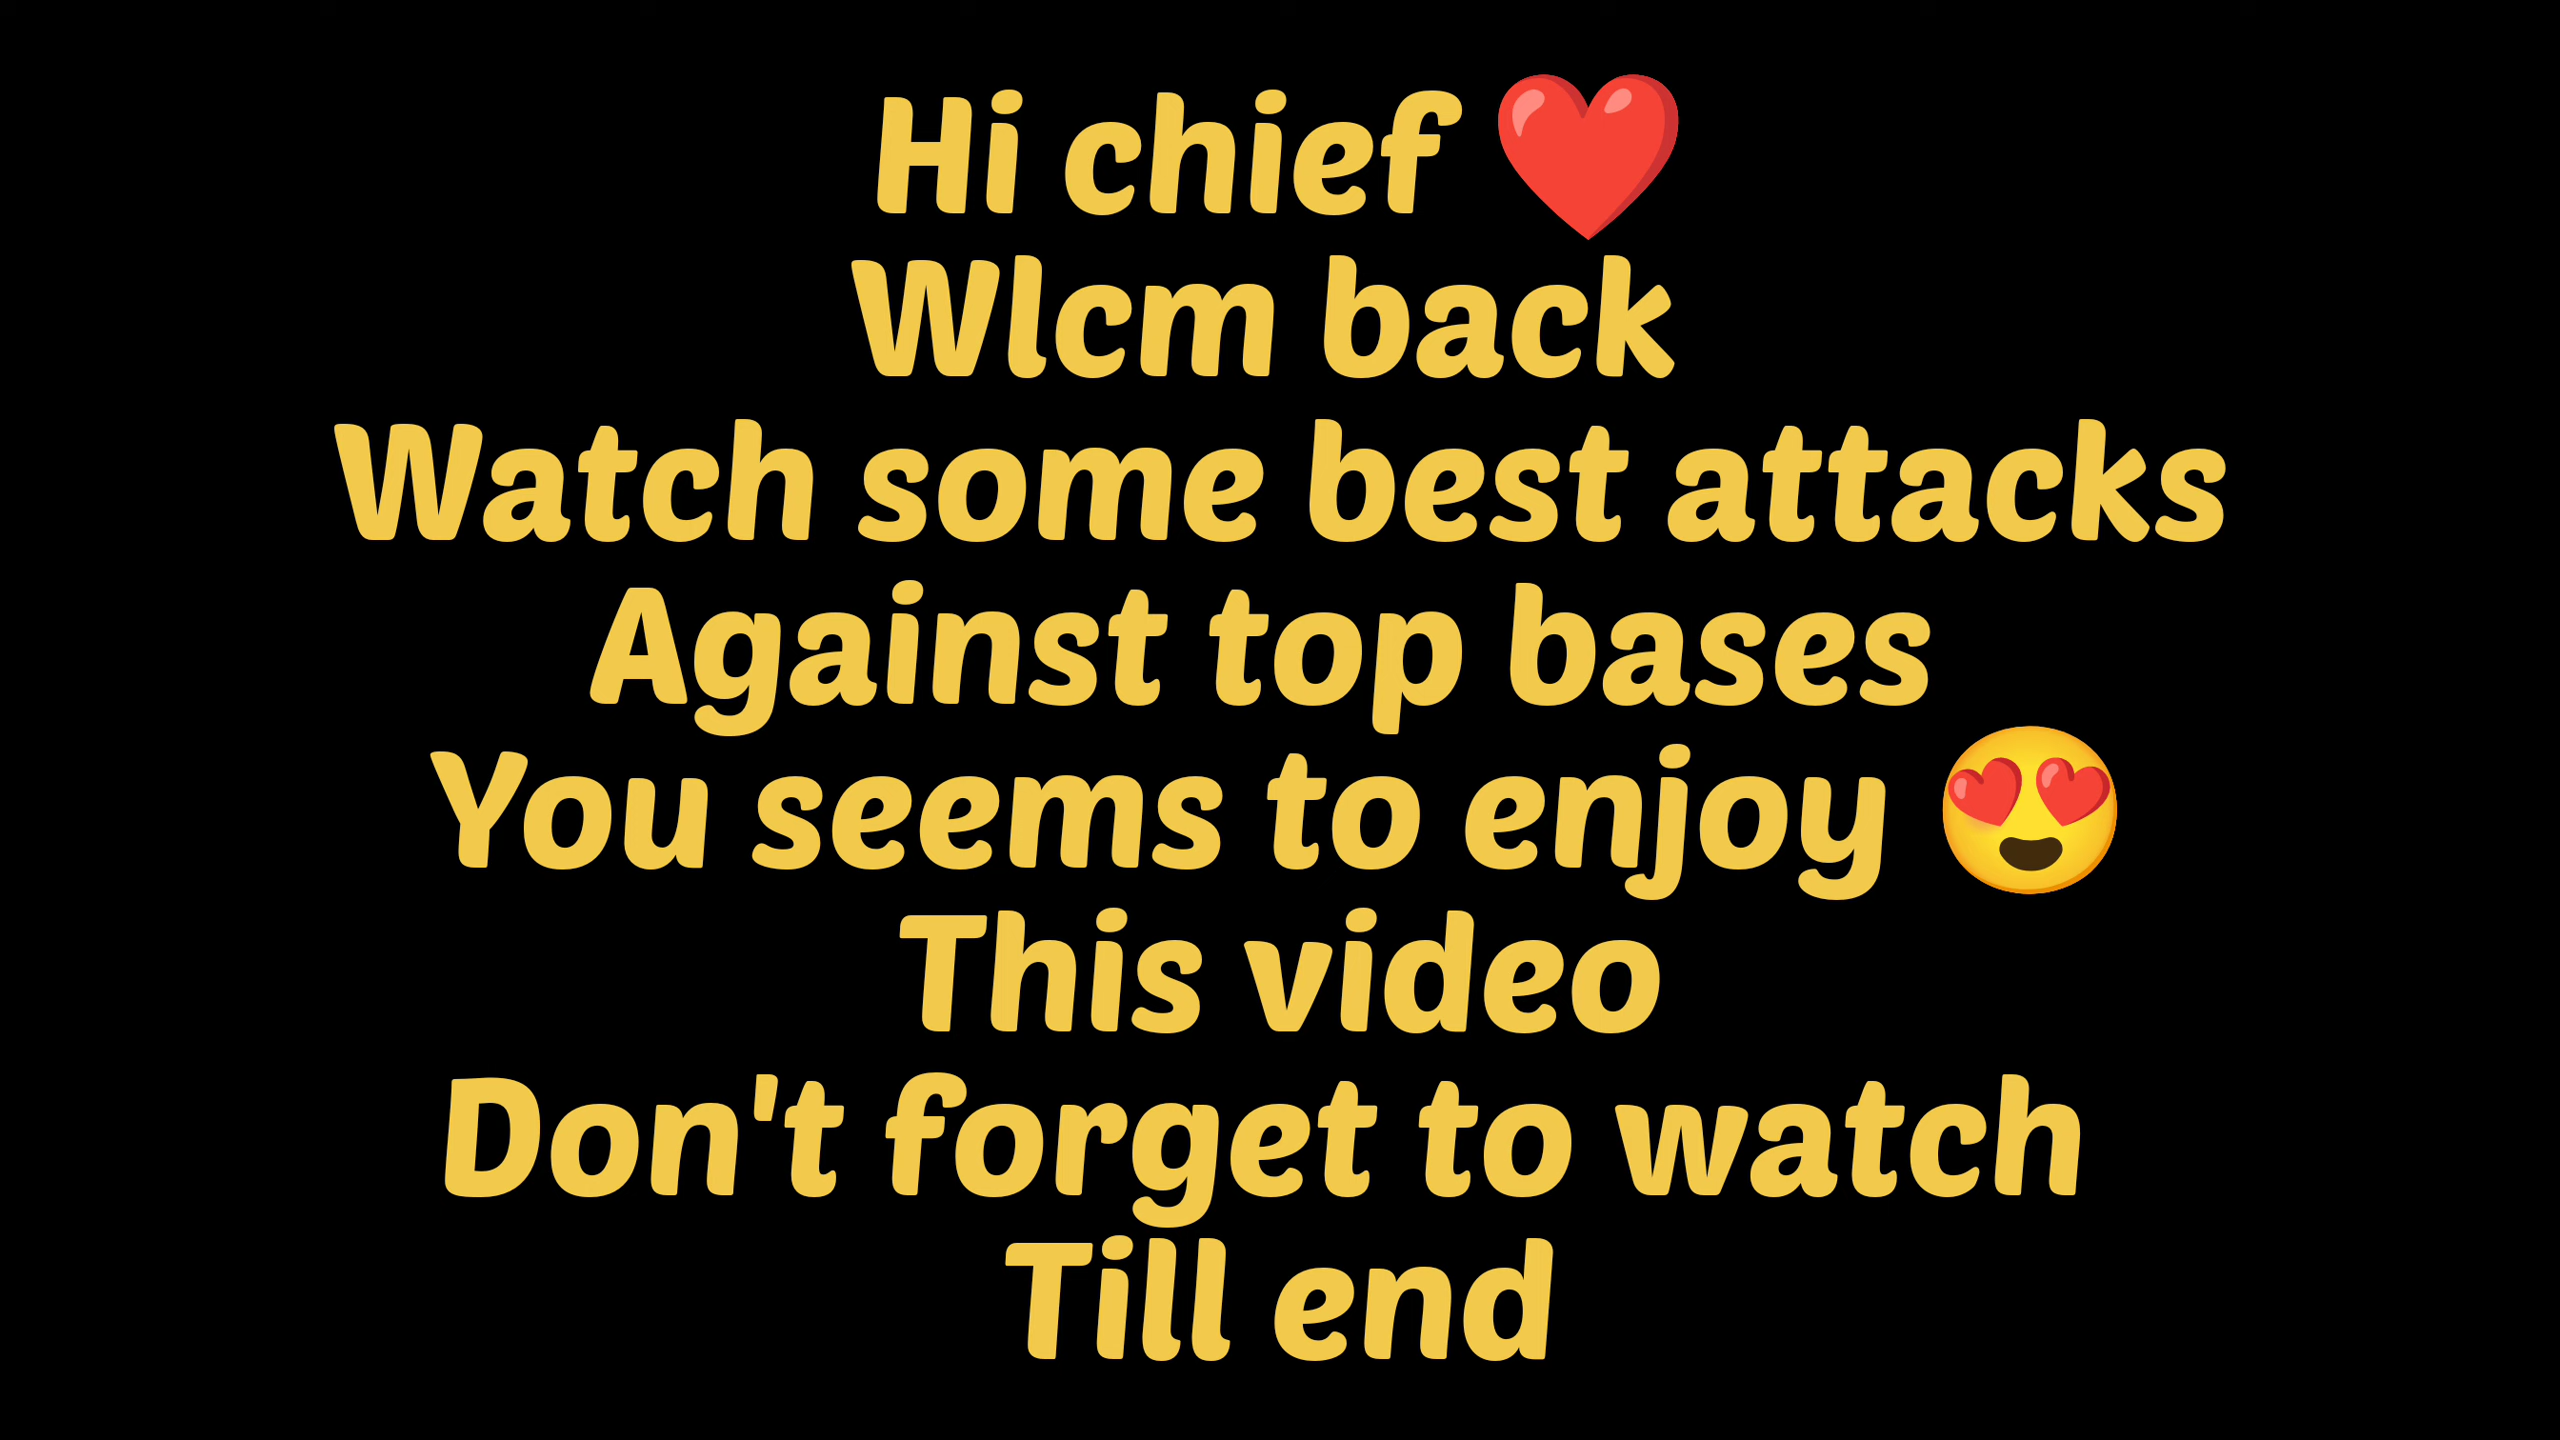 Hi chief ❤️
Wlcm back
Watch some best attacks
Against top bases
You seems to enjoy 😍
This video
Don't forget to watch
Till end